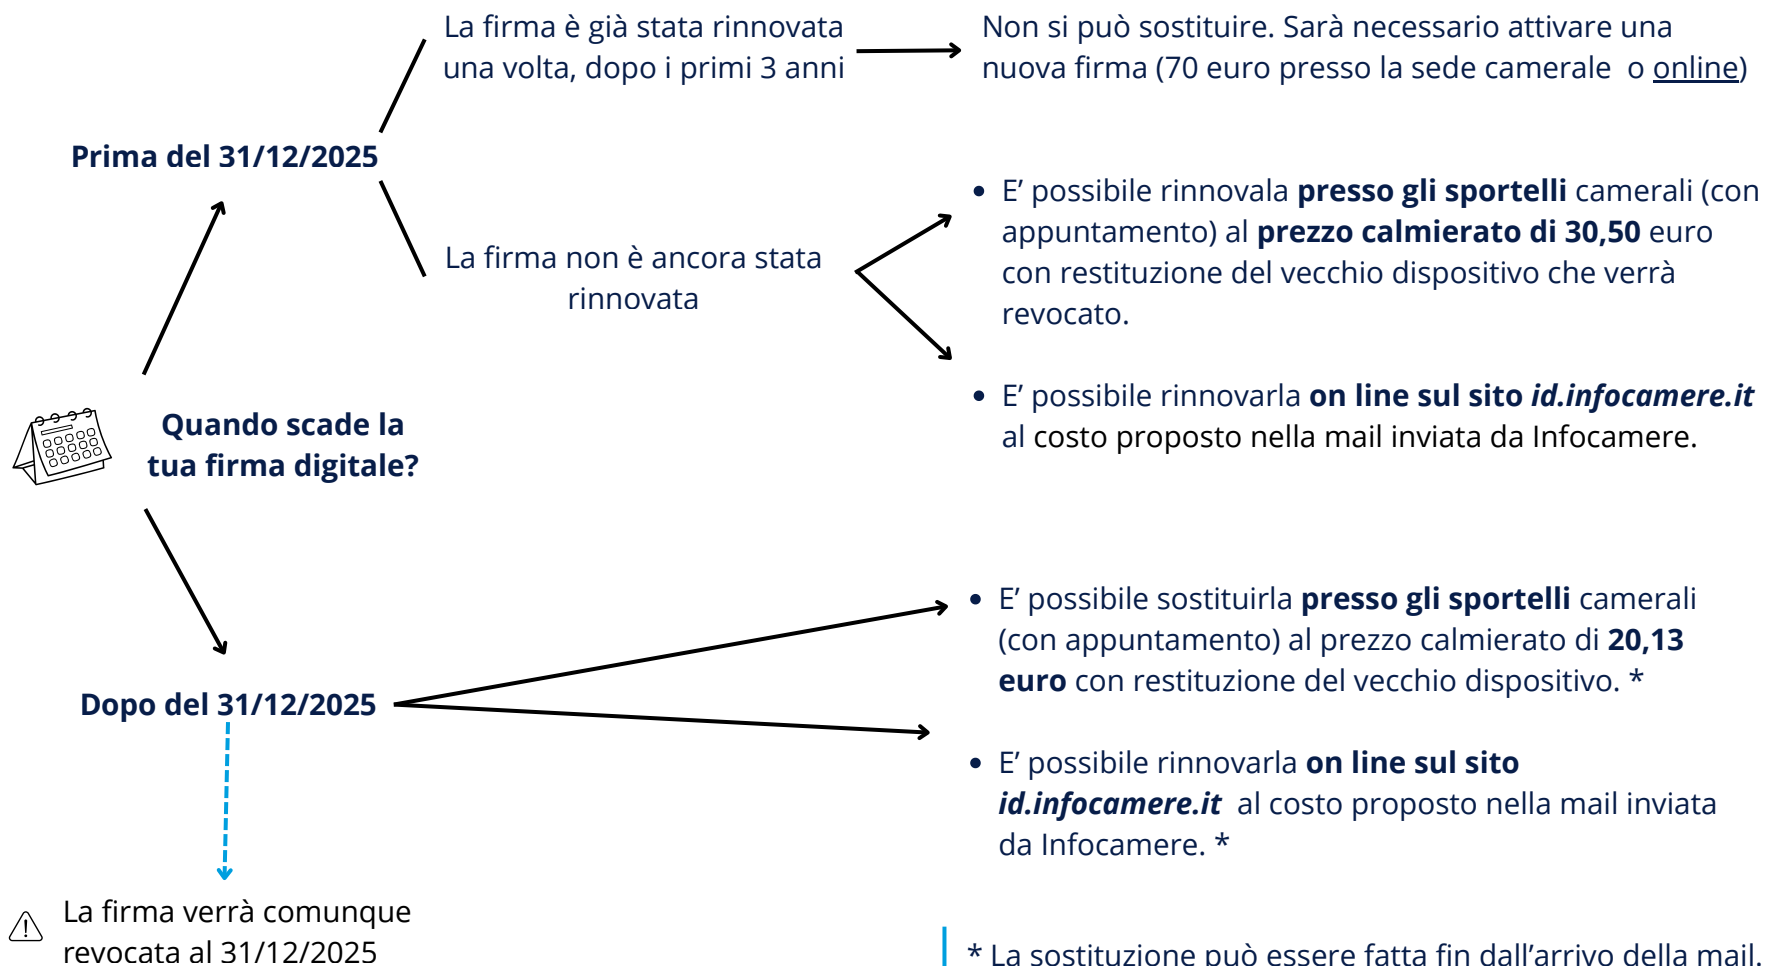 La firma è già stata rinnovata
una volta, dopo i primi 3 anni
Non si può sostituire. Sarà necessario attivare una
nuova firma (70 euro presso la sede camerale o online)
Prima del 31/12/2025
La firma non è ancora stata
rinnovata
• E’ possibile rinnovala presso gli sportelli camerali (con
appuntamento) al prezzo calmierato di 30,50 euro
con restituzione del vecchio dispositivo che verrà
revocato.
• E’ possibile rinnovarla on line sul sito id.infocamere.it
al costo proposto nella mail inviata da Infocamere.
Quando scade la
tua firma digitale?
Dopo del 31/12/2025
• E’ possibile sostituirla presso gli sportelli camerali
(con appuntamento) al prezzo calmierato di 20,13
euro con restituzione del vecchio dispositivo. *
• E’ possibile rinnovarla on line sul sito
id.infocamere.it al costo proposto nella mail inviata
da Infocamere. *
La firma verrà comunque
revocata al 31/12/2025
* La sostituzione può essere fatta fin dall’arrivo della mail.